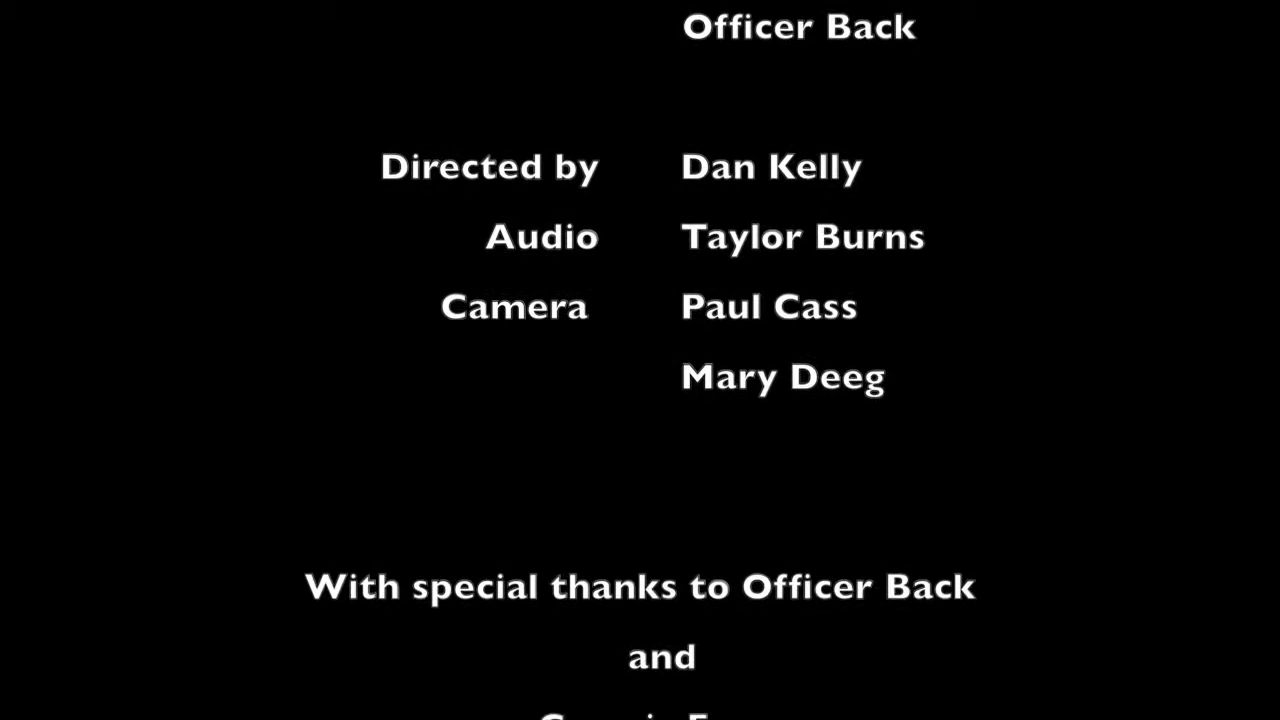 Officer Back
Directed by Dan Kelly
Audio Taylor Burns
Camera Paul Cass
Mary Deeg
With special thanks to Officer Back
and